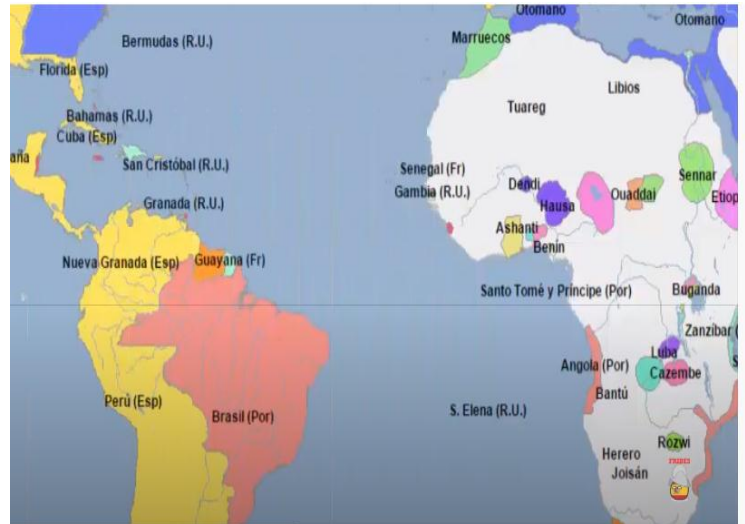 Otomano
Otomano
Bermudas (R.U.)
Marruecos
Florida (Esp)
Libios
Tuareg
Bahamas (R.U.)
Cuba (Esp)
aña
San Cristóbal (R.U.)
Senegal (Fr)
Sennar
Dendi
Ouaddai
Gambia (R.U.)
Etiop
Granada (R.U.)
Hausa
Ashanti
Benín
Nueva Granada (Esp)
Guayana (Fr)
Santo Tomé y Príncipe (Por)
Buganda
Zanzibar (
Luba
Angola (Por)
Cazembe
Bantú
Perú (Esp)
Brasil (Por)
S. Elena (R.U.)
Rozwi
Herero
Joisán